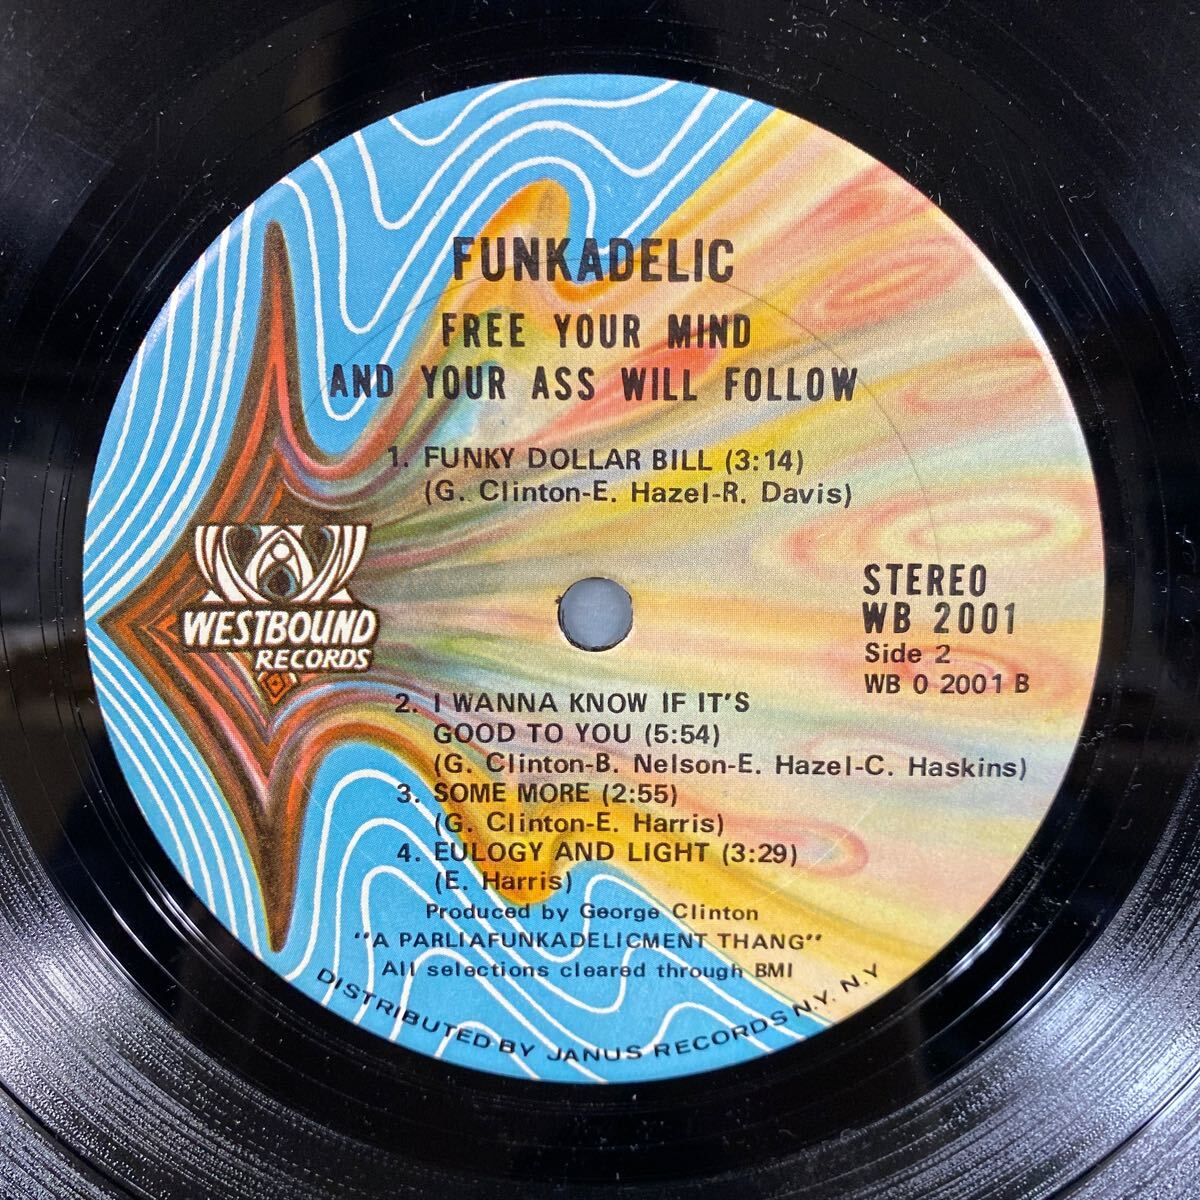 FUNKADELIC
FREE YOUR MIND
AND YOUR ASS WILL FOLLOW
1. FUNKY DOLLAR BILL (3:14)
(G. Clinton-E. Hazel-R. Davis)
WESTBOUND
RECORDS
STEREO
WB 2001
Side 2
WB 0 2001 B
2. I WANNA KNOW IF IT'S
GOOD TO YOU (5:54)
(G. Clinton-B. Nelson-E. Hazel-C. Haskins)
3. SOME MORE (2:55)
(G. Clinton-E. Harris)
4. EULOGY AND LIGHT (3:29)
(E. Harris)
Produced by George Clinton
"A PARLIAFUNKADELICMENT THANG"
All selections cleared through BMI
DISTRIBUTED BY JANUS RECORDS N.Y. N.Y